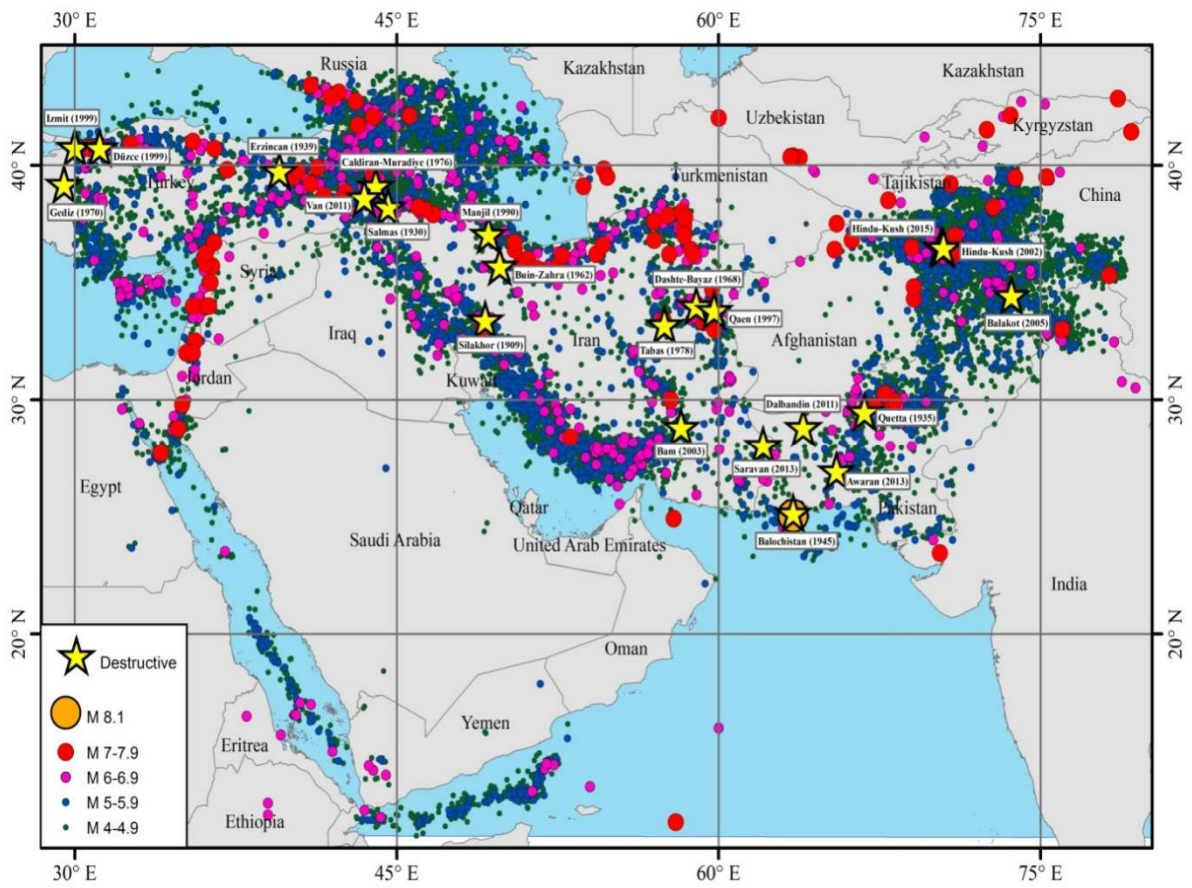 30° E 45° E 60° E 75° E
Russia
Kazakhstan
Kazakhstan
Uzbekistan
Kyrgyzstan
Izmit (1999)
Düzce (1999)
Erzincan (1939)
Caldiran-Muradiye (1976)
40° N
40° N
Turkey
Turkmenistan
Tajikistan
China
Gediz (1970)
Van (2011)
Salmas (1930)
Manjil (1990)
Hindu-Kush (2015)
Hindu-Kush (2002)
Syria
Buin-Zahra (1962)
Dashte-Bayaz (1968)
Qaen (1997)
Balakot (2005)
Iraq
Silakhor (1909)
Iran
Tabas (1978)
Afghanistan
Jordan
Kuwait
30° N
30° N
Dalbandin (2011)
Quetta (1935)
Bam (2003)
Saravan (2013)
Awaran (2013)
Egypt
Qatar
Pakistan
Saudi Arabia
United Arab Emirates
Balochistan (1945)
India
20° N
20° N
Oman
Destructive
M 8.1
Yemen
Eritrea
M 7-7.9
M 6-6.9
M 5-5.9
Ethiopia
M 4-4.9
30° E 45° E 60° E 75° E